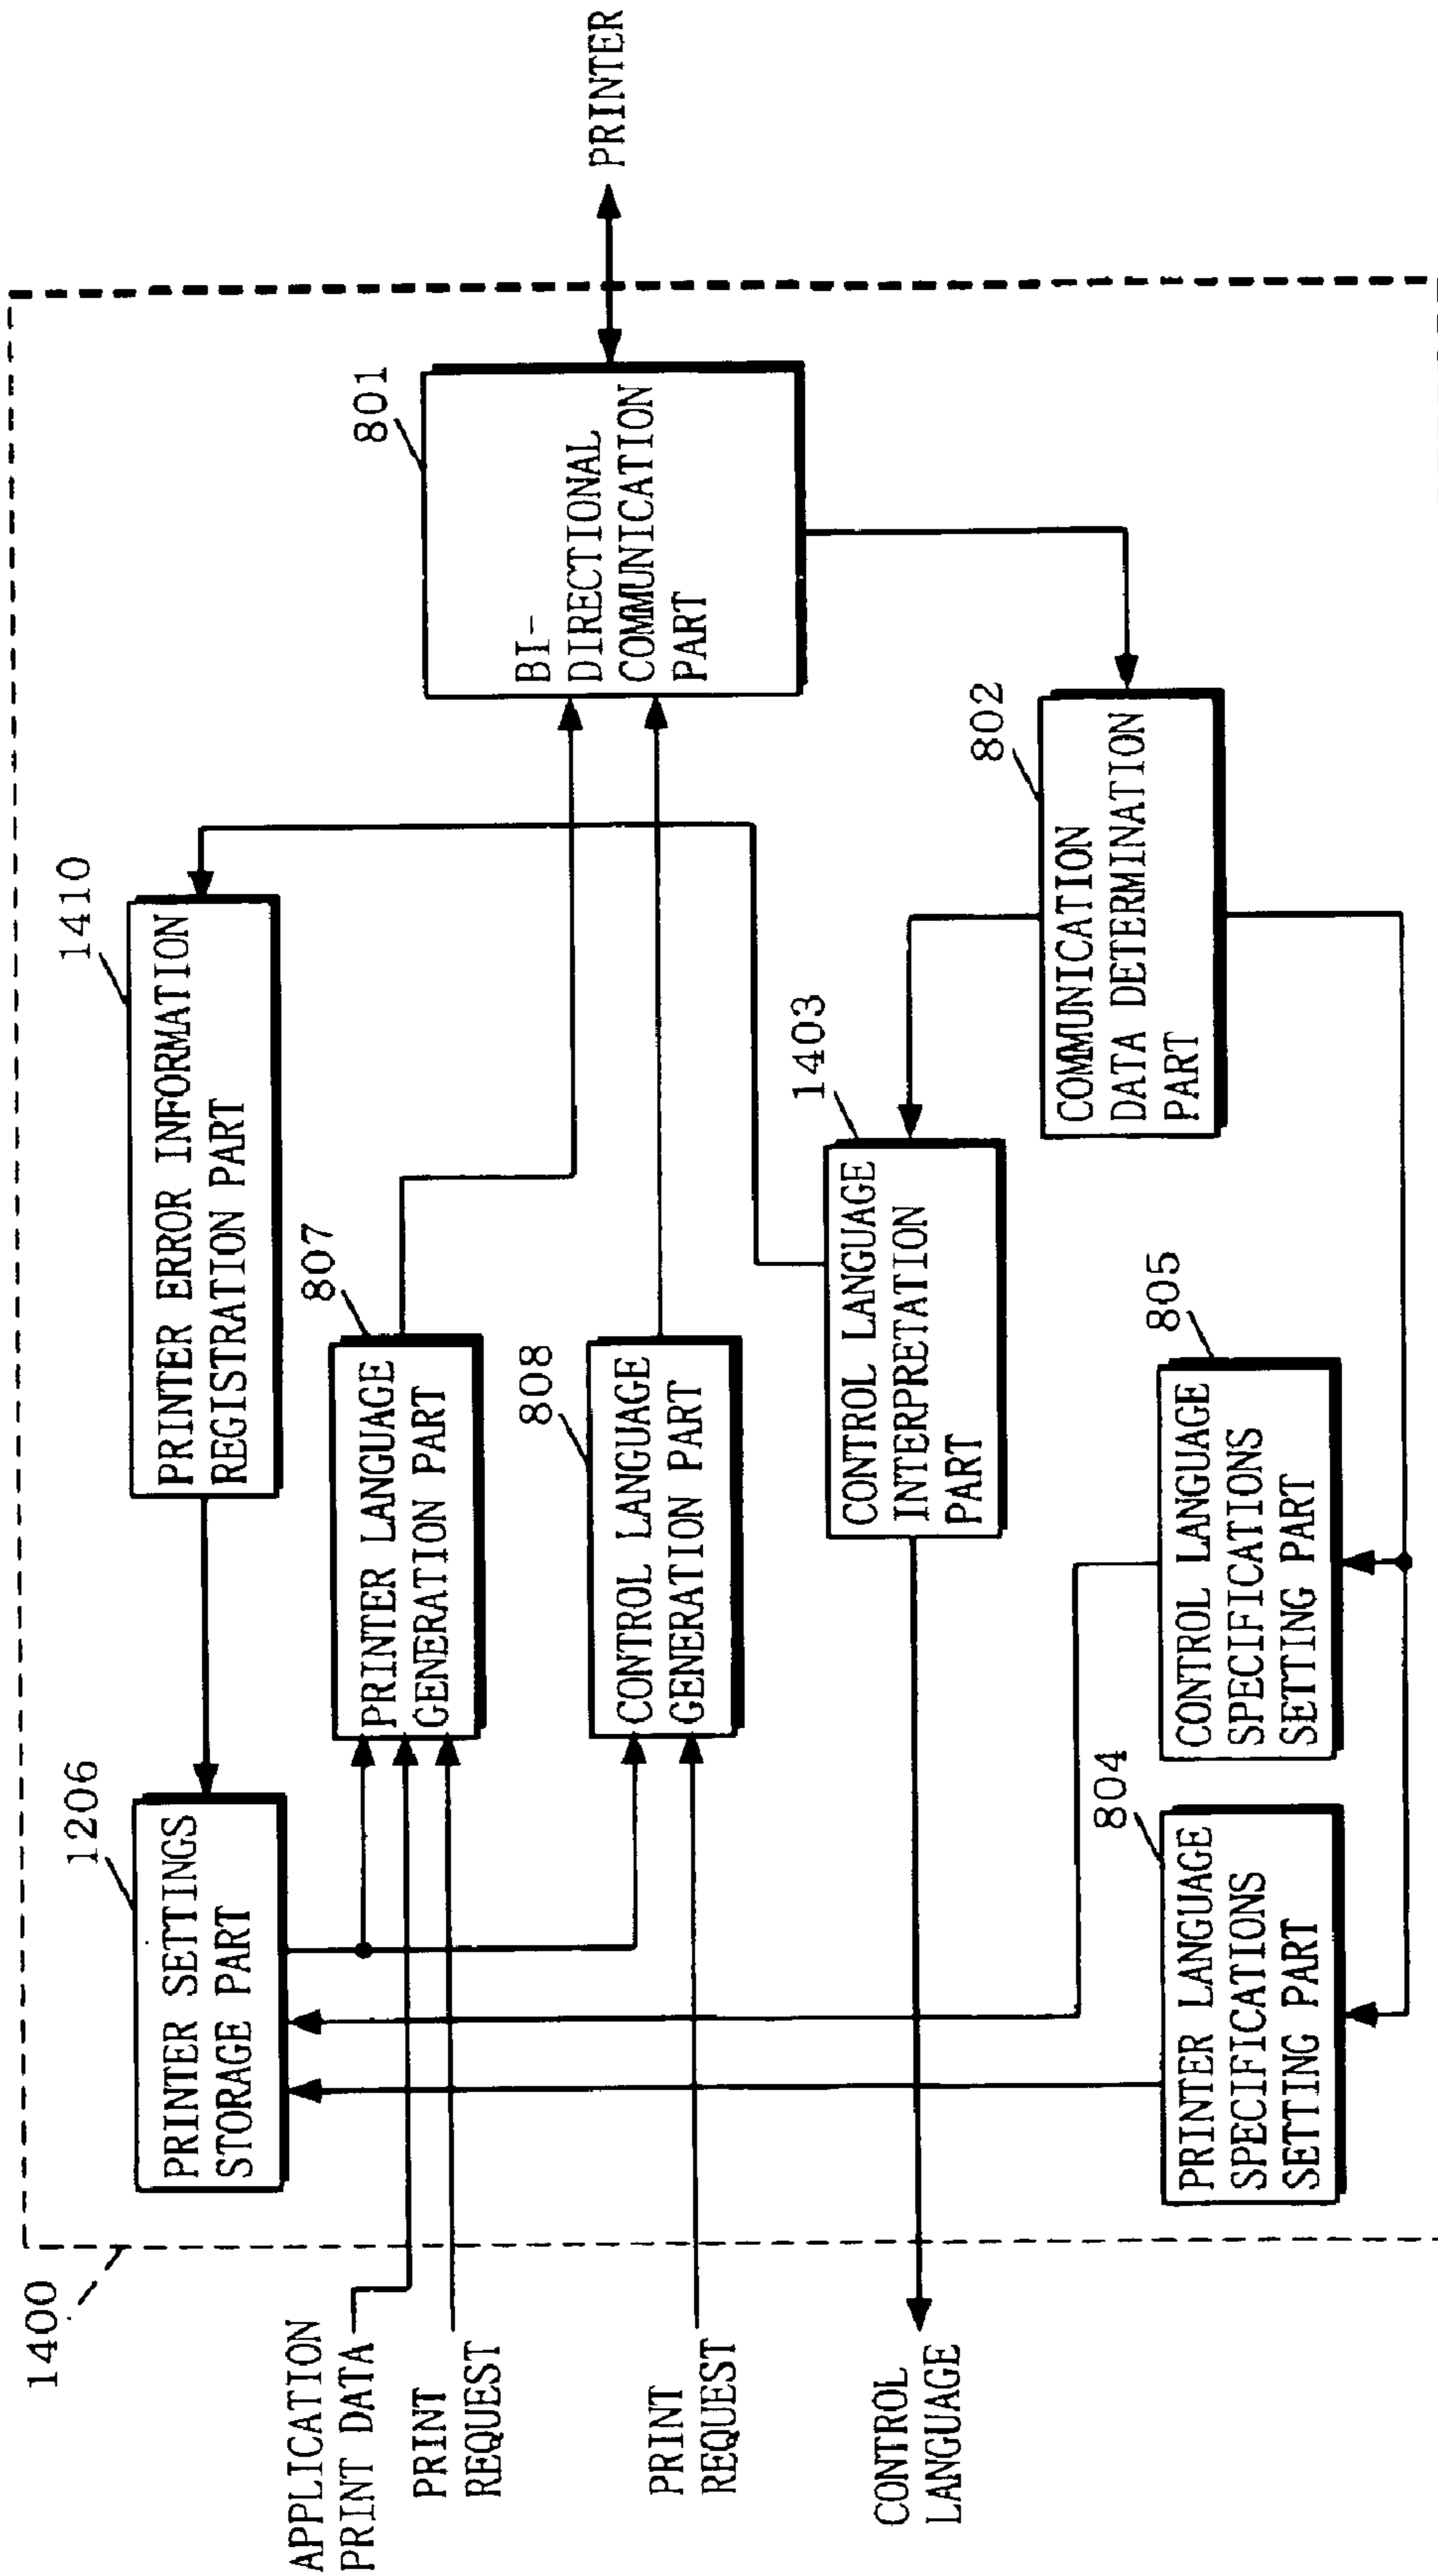 1400
1206
PRINTER SETTINGS
STORAGE PART
1410
PRINTER ERROR INFORMATION
REGISTRATION PART
APPLICATION
PRINT DATA
PRINT
REQUEST
807
PRINTER LANGUAGE
GENERATION PART
801
BI-
DIRECTIONAL
COMMUNICATION
PART
PRINTER
PRINT
REQUEST
808
CONTROL LANGUAGE
GENERATION PART
CONTROL
LANGUAGE
1403
CONTROL LANGUAGE
INTERPRETATION
PART
802
COMMUNICATION
DATA DETERMINATION
PART
804
PRINTER LANGUAGE
SPECIFICATIONS
SETTING PART
805
CONTROL LANGUAGE
SPECIFICATIONS
SETTING PART